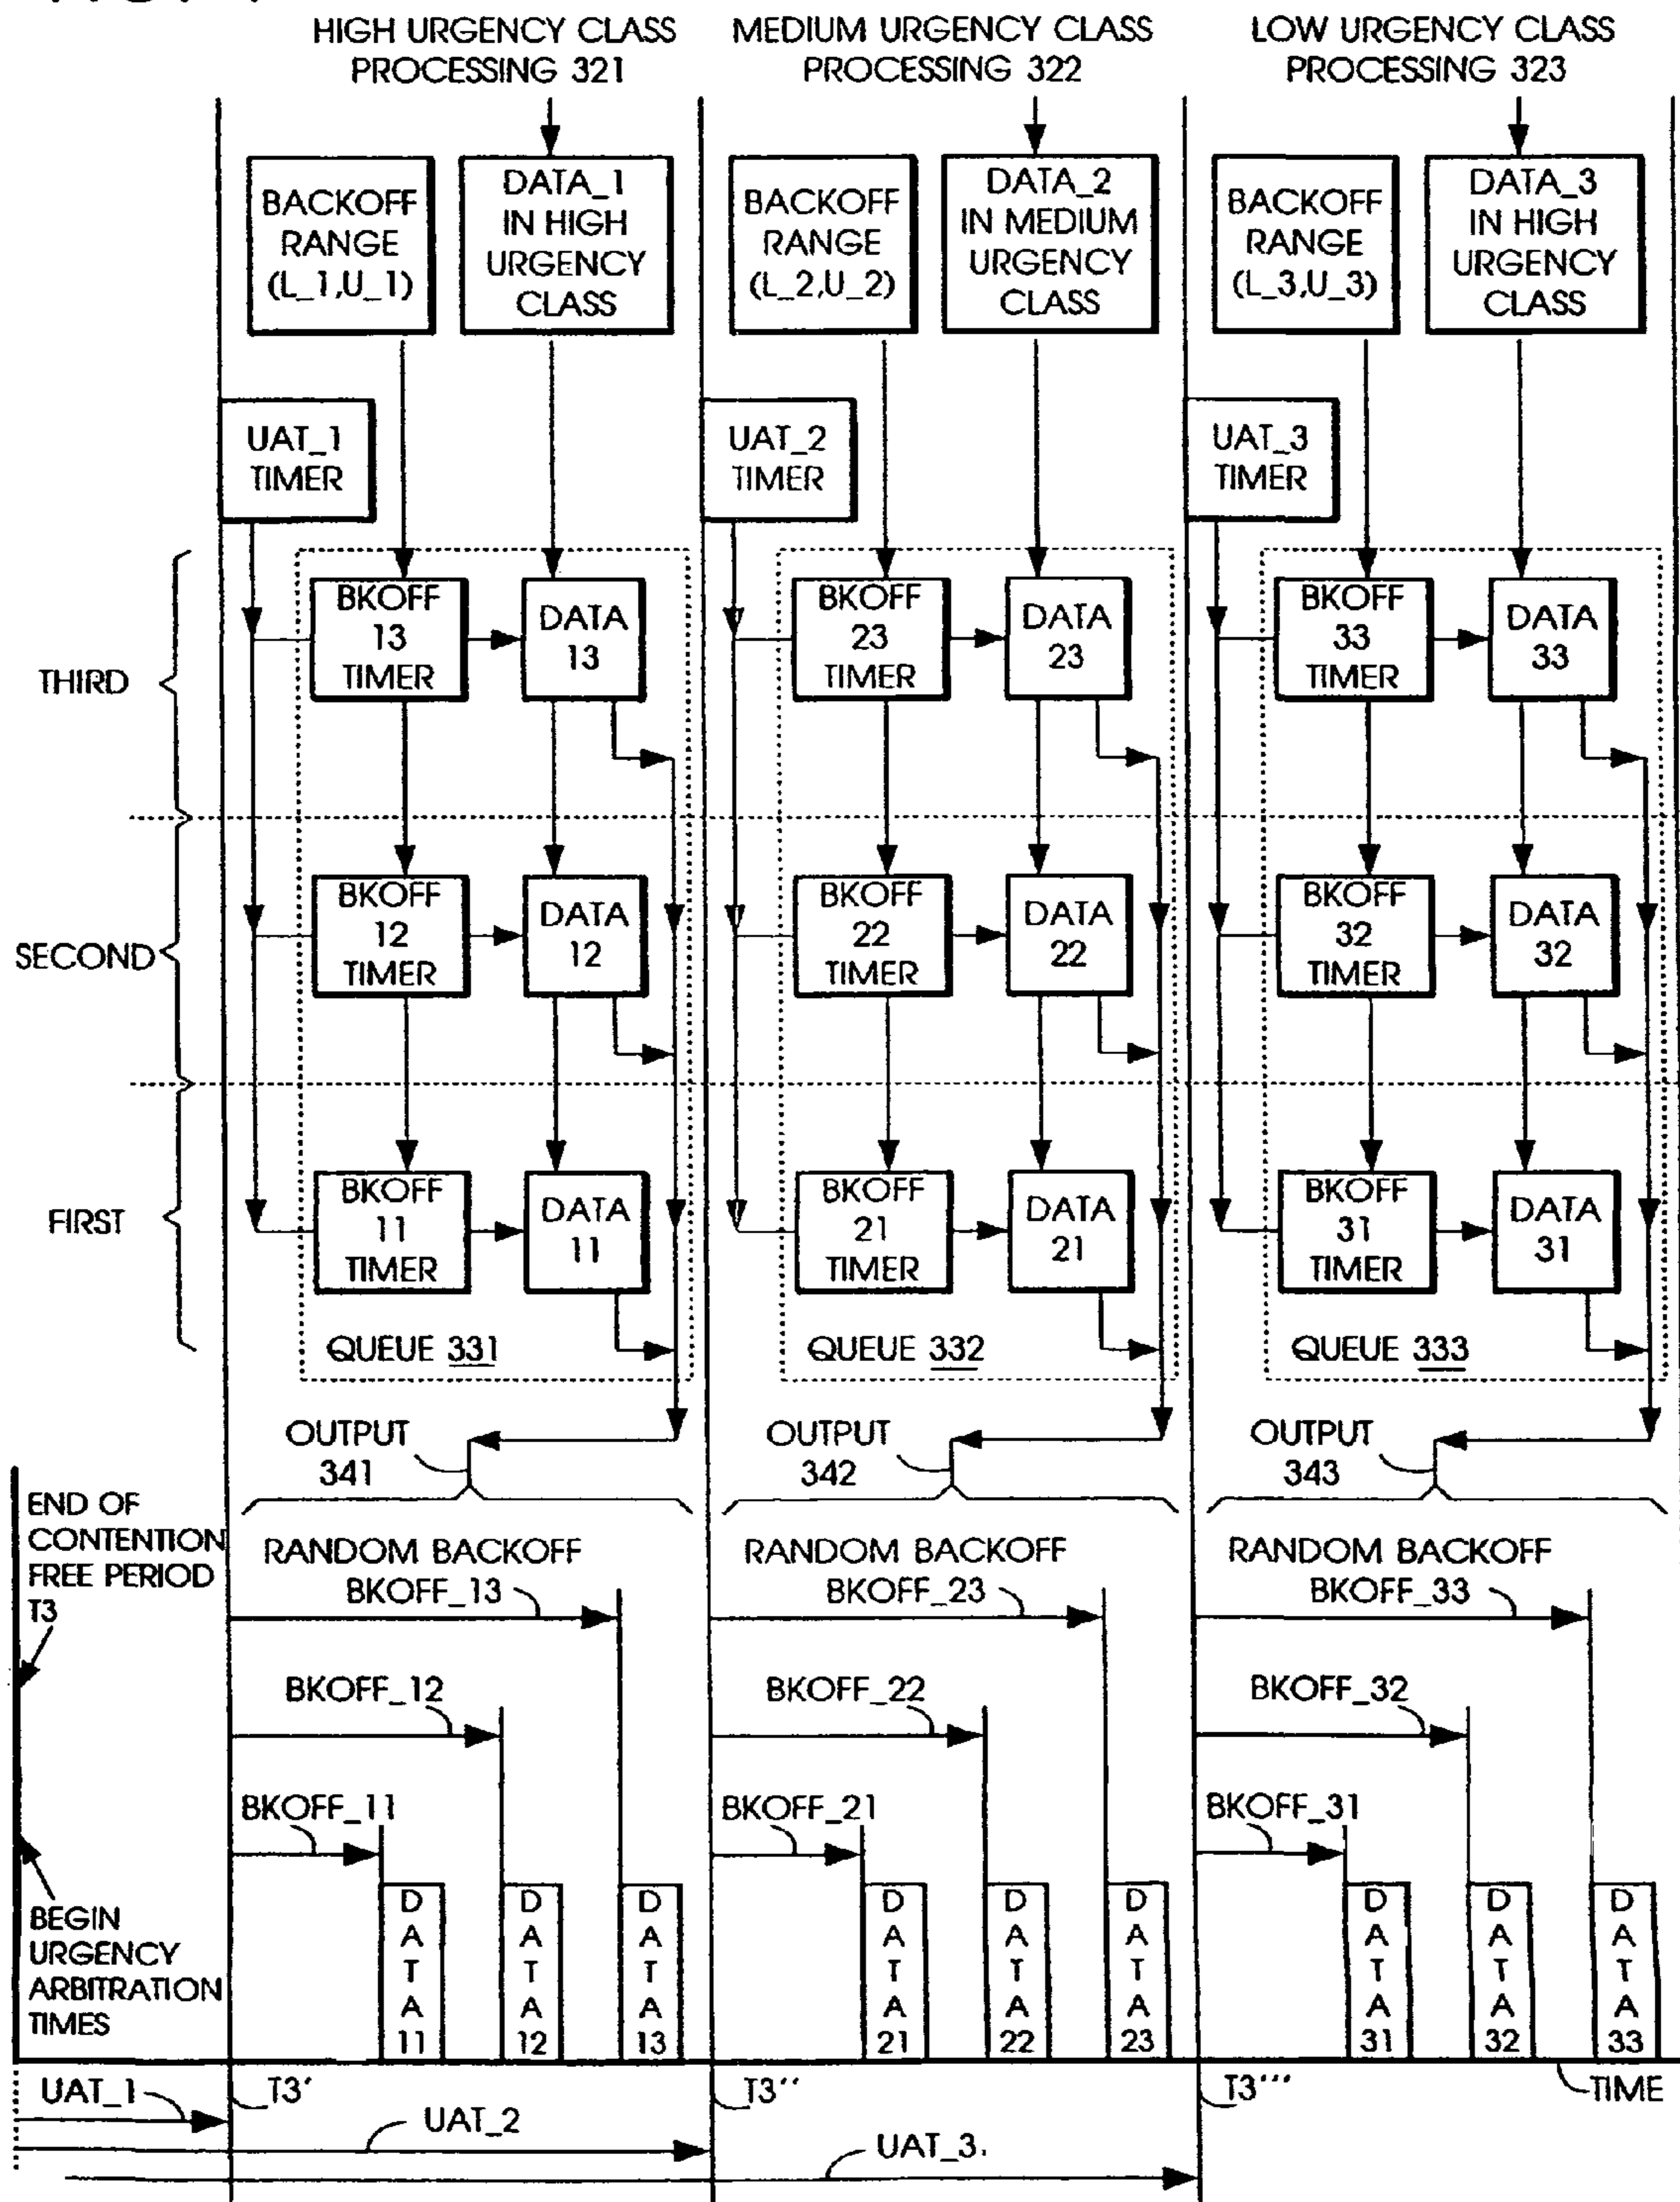 HIGH URGENCY CLASS
PROCESSING 321
MEDIUM URGENCY CLASS
PROCESSING 322
LOW URGENCY CLASS
PROCESSING 323
BACKOFF
RANGE
(L_1,U_1)
DATA_1
IN HIGH
URGENCY
CLASS
BACKOFF
RANGE
(L_2,U_2)
DATA_2
IN MEDIUM
URGENCY
CLASS
BACKOFF
RANGE
(L_3,U_3)
DATA_3
IN HIGH
URGENCY
CLASS
UAT_1
TIMER
UAT_2
TIMER
UAT_3
TIMER
THIRD
BKOFF
13
TIMER
DATA
13
BKOFF
23
TIMER
DATA
23
BKOFF
33
TIMER
DATA
33
SECOND
BKOFF
12
TIMER
DATA
12
BKOFF
22
TIMER
DATA
22
BKOFF
32
TIMER
DATA
32
FIRST
BKOFF
11
TIMER
DATA
11
BKOFF
21
TIMER
DATA
21
BKOFF
31
TIMER
DATA
31
QUEUE 331
QUEUE 332
QUEUE 333
OUTPUT
341
OUTPUT
342
OUTPUT
343
END OF
CONTENTION
FREE PERIOD
T3
RANDOM BACKOFF
BKOFF_13
RANDOM BACKOFF
BKOFF_23
RANDOM BACKOFF
BKOFF_33
BKOFF_12
BKOFF_22
BKOFF_32
BKOFF_11
BKOFF_21
BKOFF_31
BEGIN
URGENCY
ARBITRATION
TIMES
DATA 11
DATA 12
DATA 13
DATA 21
DATA 22
DATA 23
DATA 31
DATA 32
DATA 33
UAT_1
T3'
T3''
T3'''
TIME
UAT_2
UAT_3